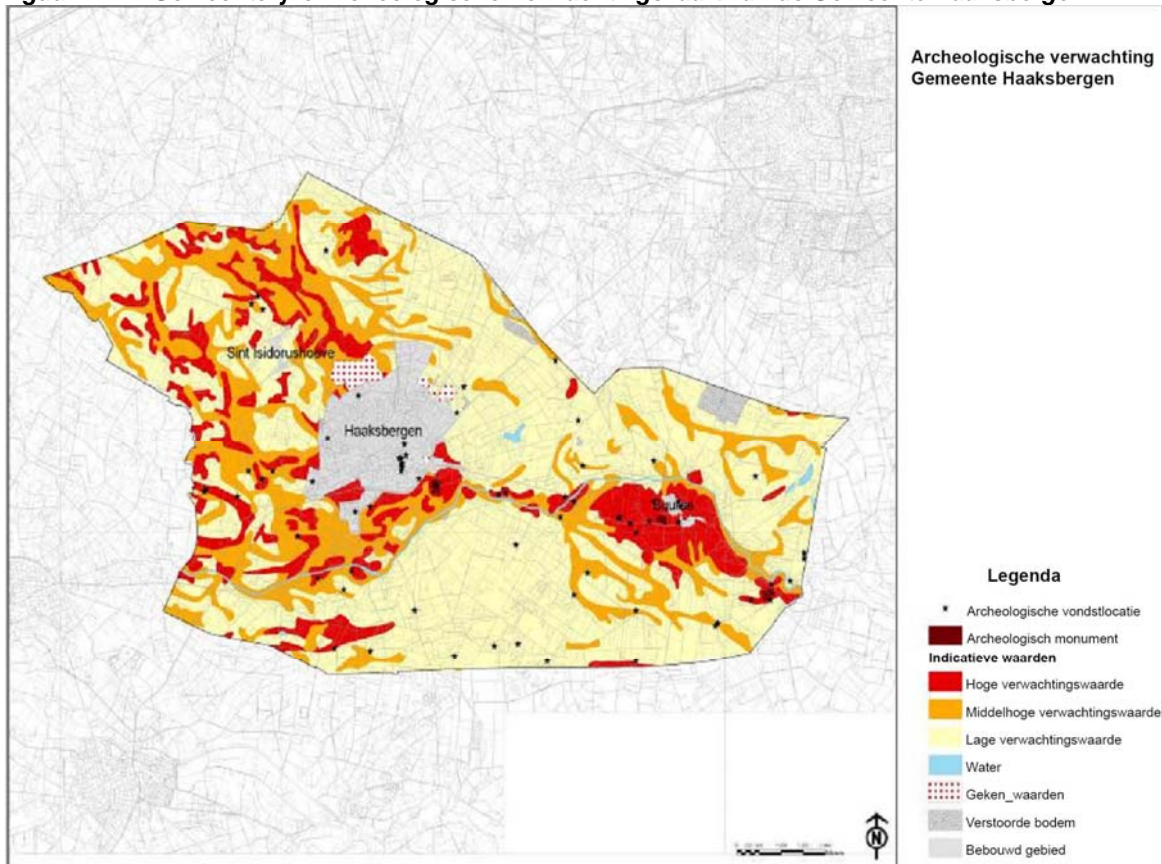 Archeologische verwachting
Gemeente Haaksbergen
Sint Isidorushoeve
Haaksbergen
Legenda
Archeologische vondstlocatie
Archeologisch monument
Indicatieve waarden
Hoge verwachtingswaarde
Middelhoge verwachtingswaarde
Lage verwachtingswaarde
Water
Geken_waarden
Verstoorde bodem
Bebouwd gebied
N